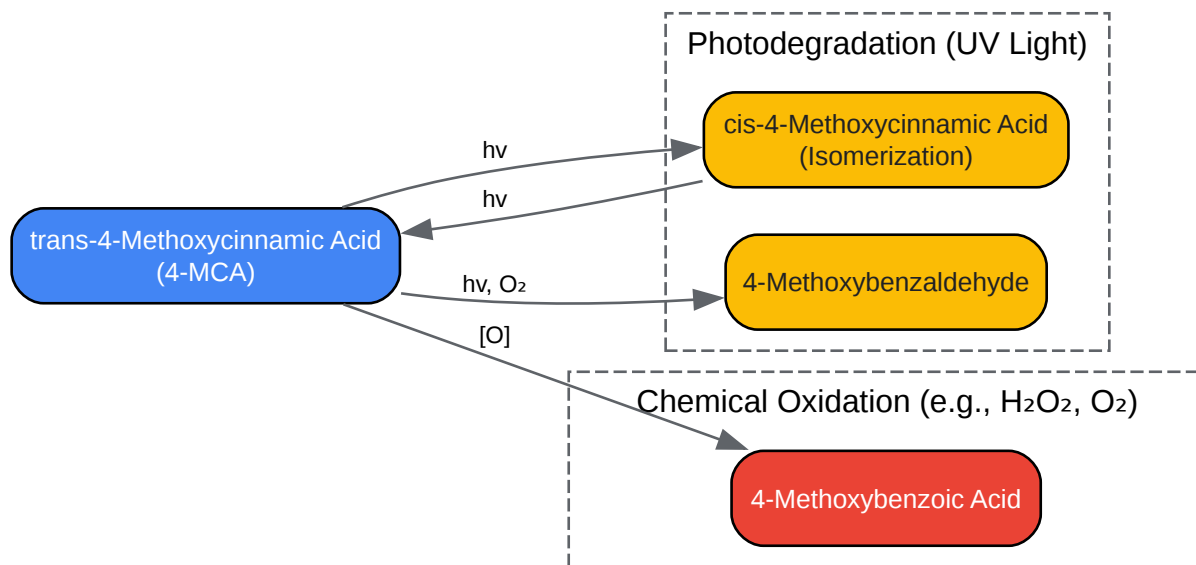 Photodegradation (UV Light)
cis-4-Methoxycinnamic Acid
(Isomerization)
hv
hv
trans-4-Methoxycinnamic Acid
(4-MCA)
hv, O₂
4-Methoxybenzaldehyde
[O]
Chemical Oxidation (e.g., H₂O₂, O₂)
4-Methoxybenzoic Acid